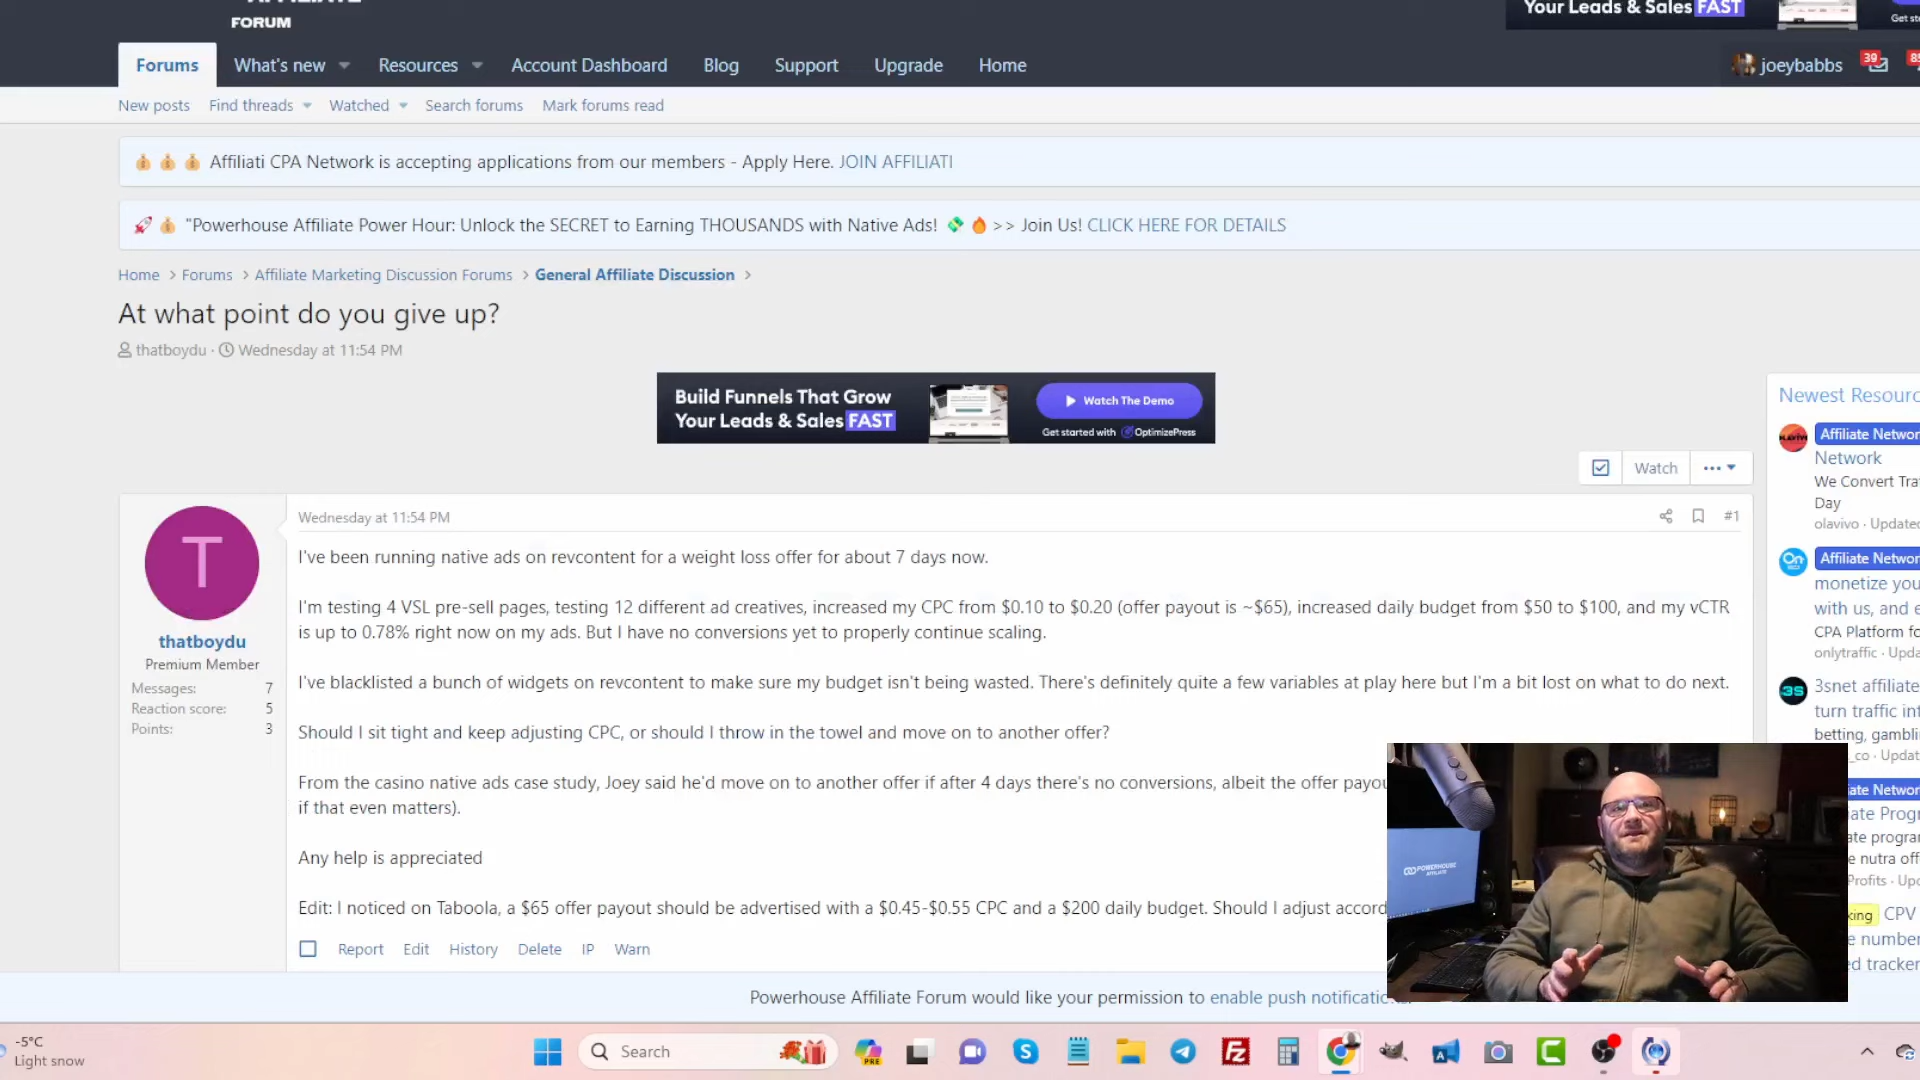 FORUM
Your Leads & Sales FAST
Forums
What's new
Resources
Account Dashboard
Blog
Support
Upgrade
Home
joeybabbs
39
New posts
Find threads
Watched
Search forums
Mark forums read
Affiliati CPA Network is accepting applications from our members - Apply Here. JOIN AFFILIATI
"Powerhouse Affiliate Power Hour: Unlock the SECRET to Earning THOUSANDS with Native Ads! >> Join Us! CLICK HERE FOR DETAILS
Home > Forums > Affiliate Marketing Discussion Forums > General Affiliate Discussion >
At what point do you give up?
thatboydu · Wednesday at 11:54 PM
Build Funnels That Grow
Your Leads & Sales FAST
Watch The Demo
Get started with OptimizePress
Watch
T
thatboydu
Premium Member
Messages: 7
Reaction score: 5
Points: 3
Wednesday at 11:54 PM
#1
I've been running native ads on revcontent for a weight loss offer for about 7 days now.
I'm testing 4 VSL pre-sell pages, testing 12 different ad creatives, increased my CPC from $0.10 to $0.20 (offer payout is ~$65), increased daily budget from $50 to $100, and my vCTR
is up to 0.78% right now on my ads. But I have no conversions yet to properly continue scaling.
I've blacklisted a bunch of widgets on revcontent to make sure my budget isn't being wasted. There's definitely quite a few variables at play here but I'm a bit lost on what to do next.
Should I sit tight and keep adjusting CPC, or should I throw in the towel and move on to another offer?
From the casino native ads case study, Joey said he'd move on to another offer if after 4 days there's no conversions, albeit the offer
if that even matters).
Any help is appreciated
Edit: I noticed on Taboola, a $65 offer payout should be advertised with a $0.45-$0.55 CPC and a $200 daily budget. Should I adjust
Report
Edit
History
Delete
IP
Warn
Newest
Affiliate
Network
We Convert
Day
olavivo ·
Affiliate
monetize
with us, and
CPA Platform
onlytraffic ·
3S
3snet affiliate
turn traffic
betting,
POWERHOUSE
AFFILIATE
CPV
Powerhouse Affiliate Forum would like your permission to enable push
-5°C
Light snow
Search
PRE